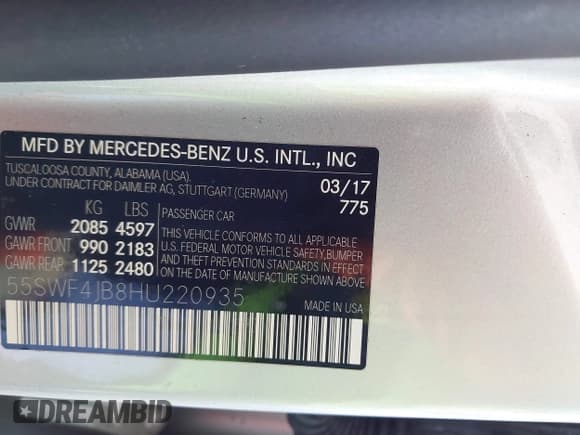 MFD BY MERCEDES-BENZ U.S. INTL., INC
TUSCALOOSA COUNTY, ALABAMA (USA).
UNDER CONTRACT FOR DAIMLER AG, STUTTGART (GERMANY)
03/17
775
KG LBS
GVWR 2085 4597
GAWR FRONT 990 2183
GAWR REAR 1125 2480
PASSENGER CAR
THIS VEHICLE CONFORMS TO ALL APPLICABLE
U.S. FEDERAL MOTOR VEHICLE SAFETY, BUMPER
AND THEFT PREVENTION STANDARDS IN EFFECT
ON THE DATE OF MANUFACTURE SHOWN ABOVE.
55SWF4JB8HU220935
MADE IN USA
DREAMBID